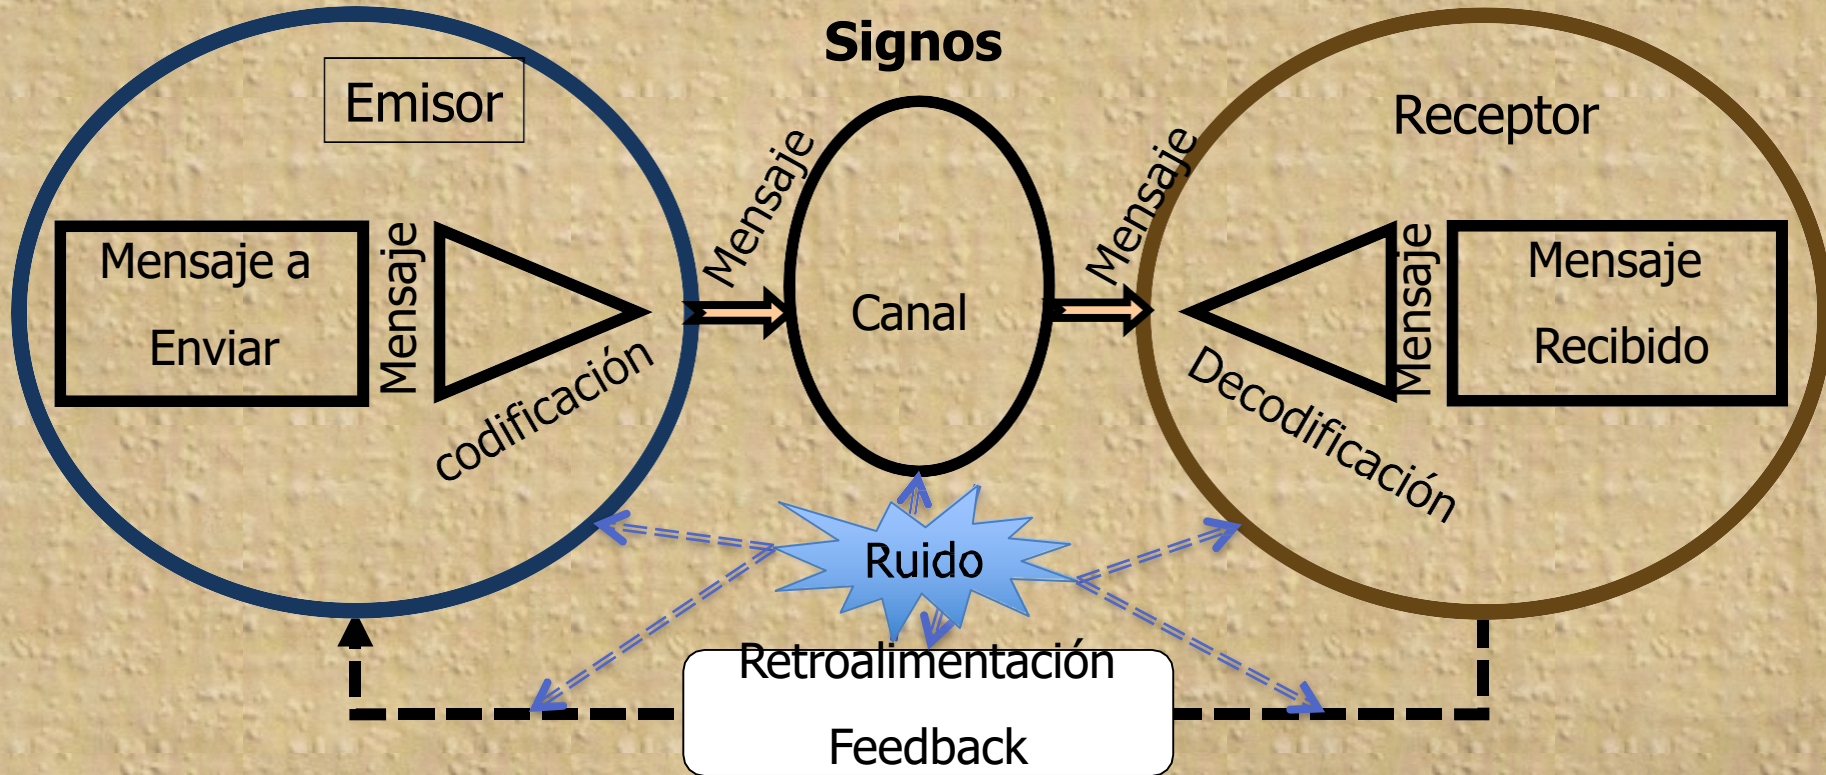 Signos
Emisor
Mensaje a
Enviar
Mensaje
codificación
Mensaje
Canal
Mensaje
Receptor
Decodificación
Mensaje
Mensaje
Recibido
Ruido
Retroalimentación
Feedback